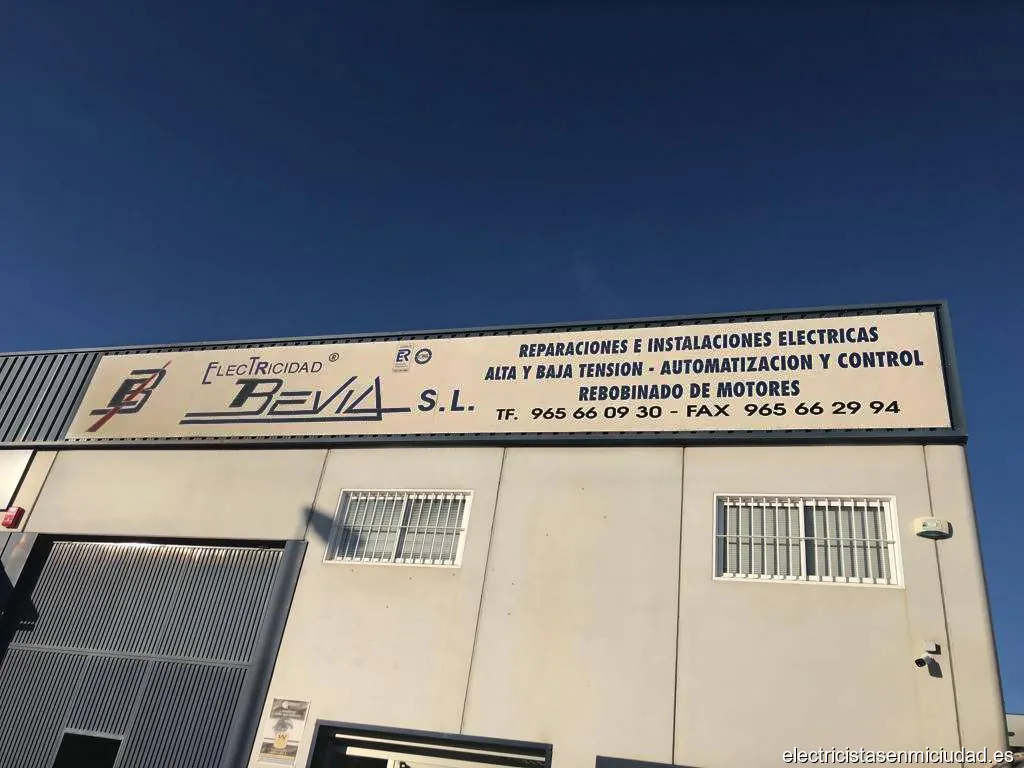 ELECTRICIDAD ®
BEVIA S.L.
ER
REPARACIONES E INSTALACIONES ELECTRICAS
ALTA Y BAJA TENSION - AUTOMATIZACION Y CONTROL
REBOBINADO DE MOTORES
TF. 965 66 09 30 - FAX 965 66 29 94
electricistasenmiciudad.es